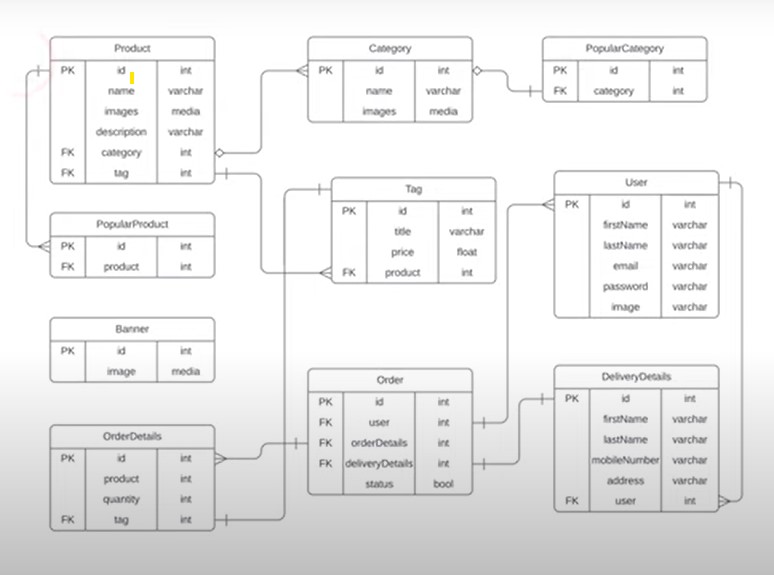 Product
PK id int
name varchar
images media
description varchar
FK category int
FK tag int
Category
PK id int
name varchar
images media
PopularCategory
PK id int
FK category int
PopularProduct
PK id int
FK product int
Tag
PK id int
title varchar
price float
FK product int
User
PK id int
firstName varchar
lastName varchar
email varchar
password varchar
image varchar
Banner
PK id int
image media
Order
PK id int
FK user int
FK orderDetails int
FK deliveryDetails int
status bool
DeliveryDetails
PK id int
firstName varchar
lastName varchar
mobileNumber varchar
address varchar
FK user int
OrderDetails
PK id int
product int
quantity int
FK tag int